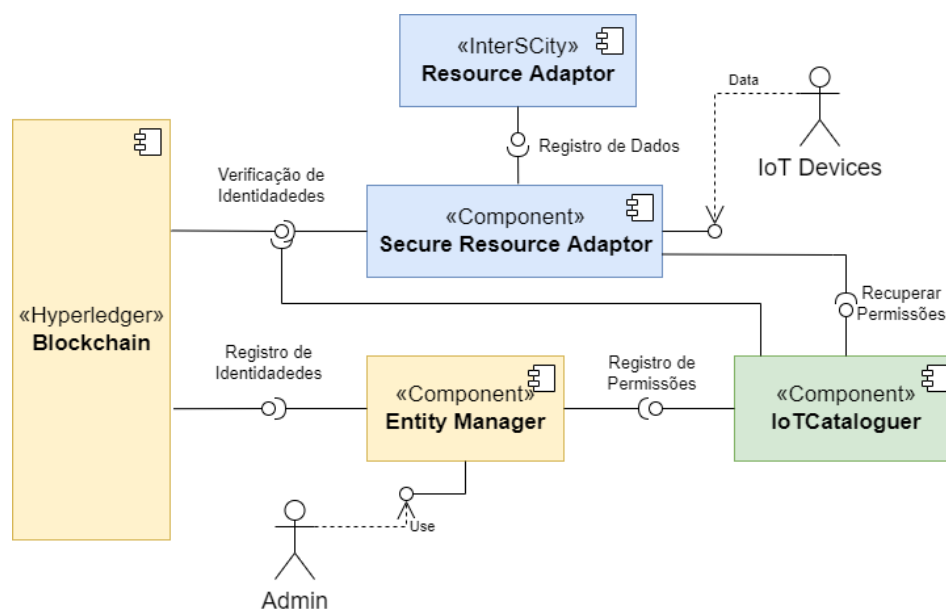 «InterSCity»
Resource Adaptor
Data
Registro de Dados
IoT Devices
Verificação de
Identidadedes
«Component»
Secure Resource Adaptor
Recuperar
Permissões
«Hyperledger»
Blockchain
Registro de
Identidadedes
«Component»
Entity Manager
Registro de
Permissões
«Component»
IoTCataloguer
Use
Admin